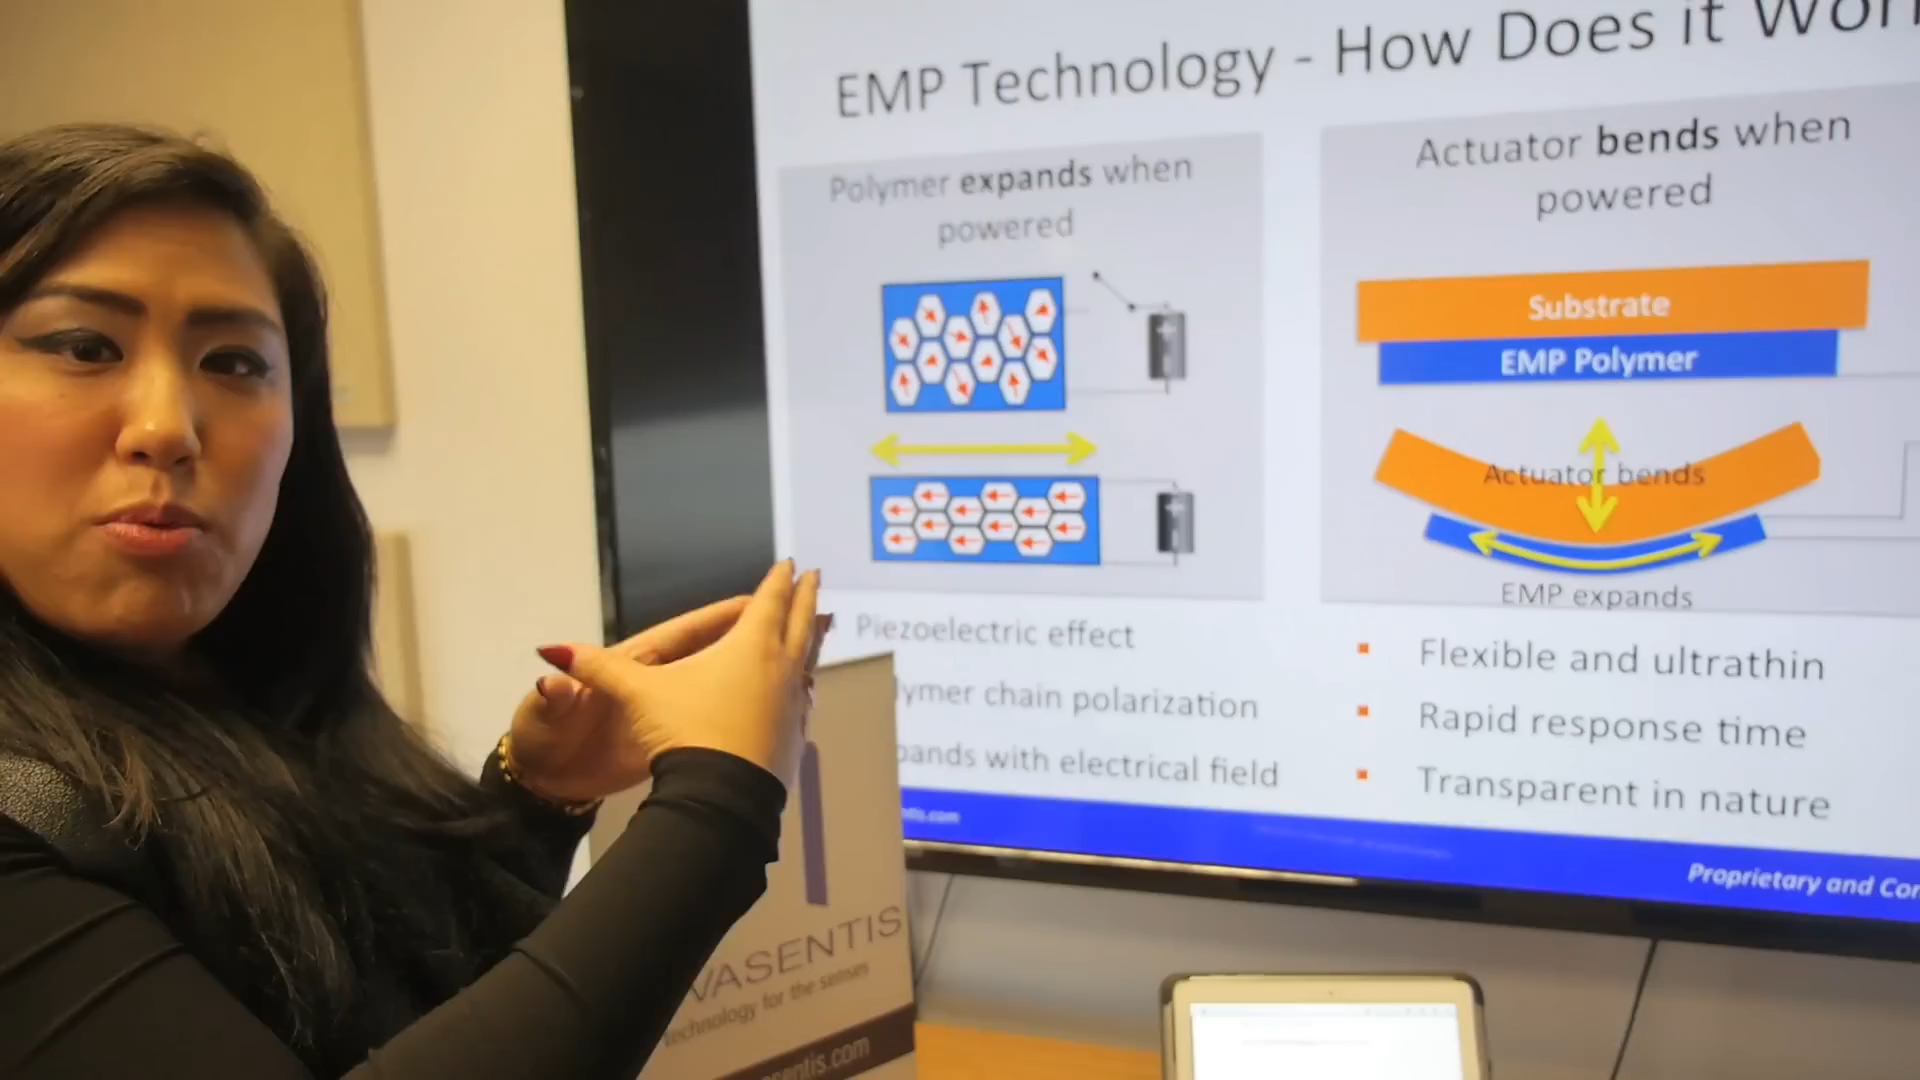 EMP Technology - How Does it
Polymer expands when
powered
Actuator bends when
powered
Substrate
EMP Polymer
Actuator bends
EMP expands
Piezoelectric effect
chain polarization
with electrical field
Flexible and ultrathin
Rapid response time
Transparent in nature
Proprietary and
VASENTIS
technology for the senses